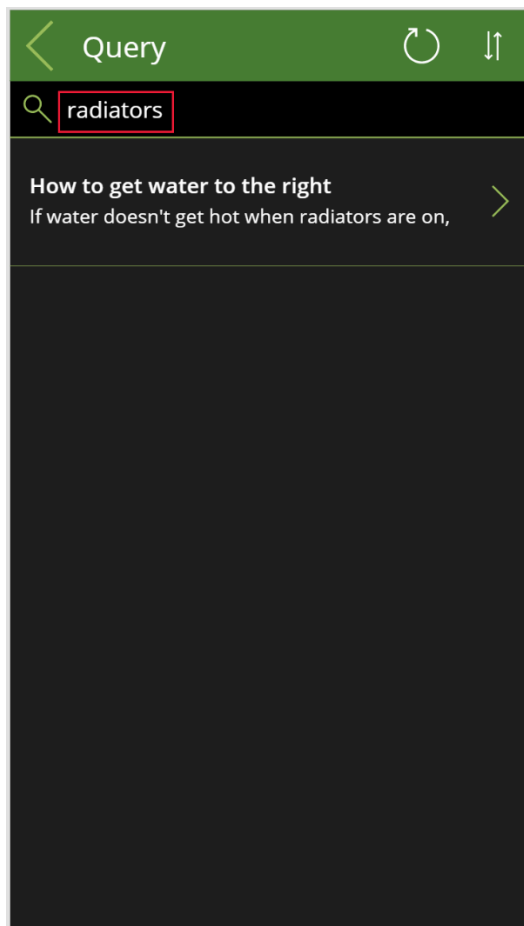 Query
radiators
How to get water to the right
If water doesn't get hot when radiators are on,